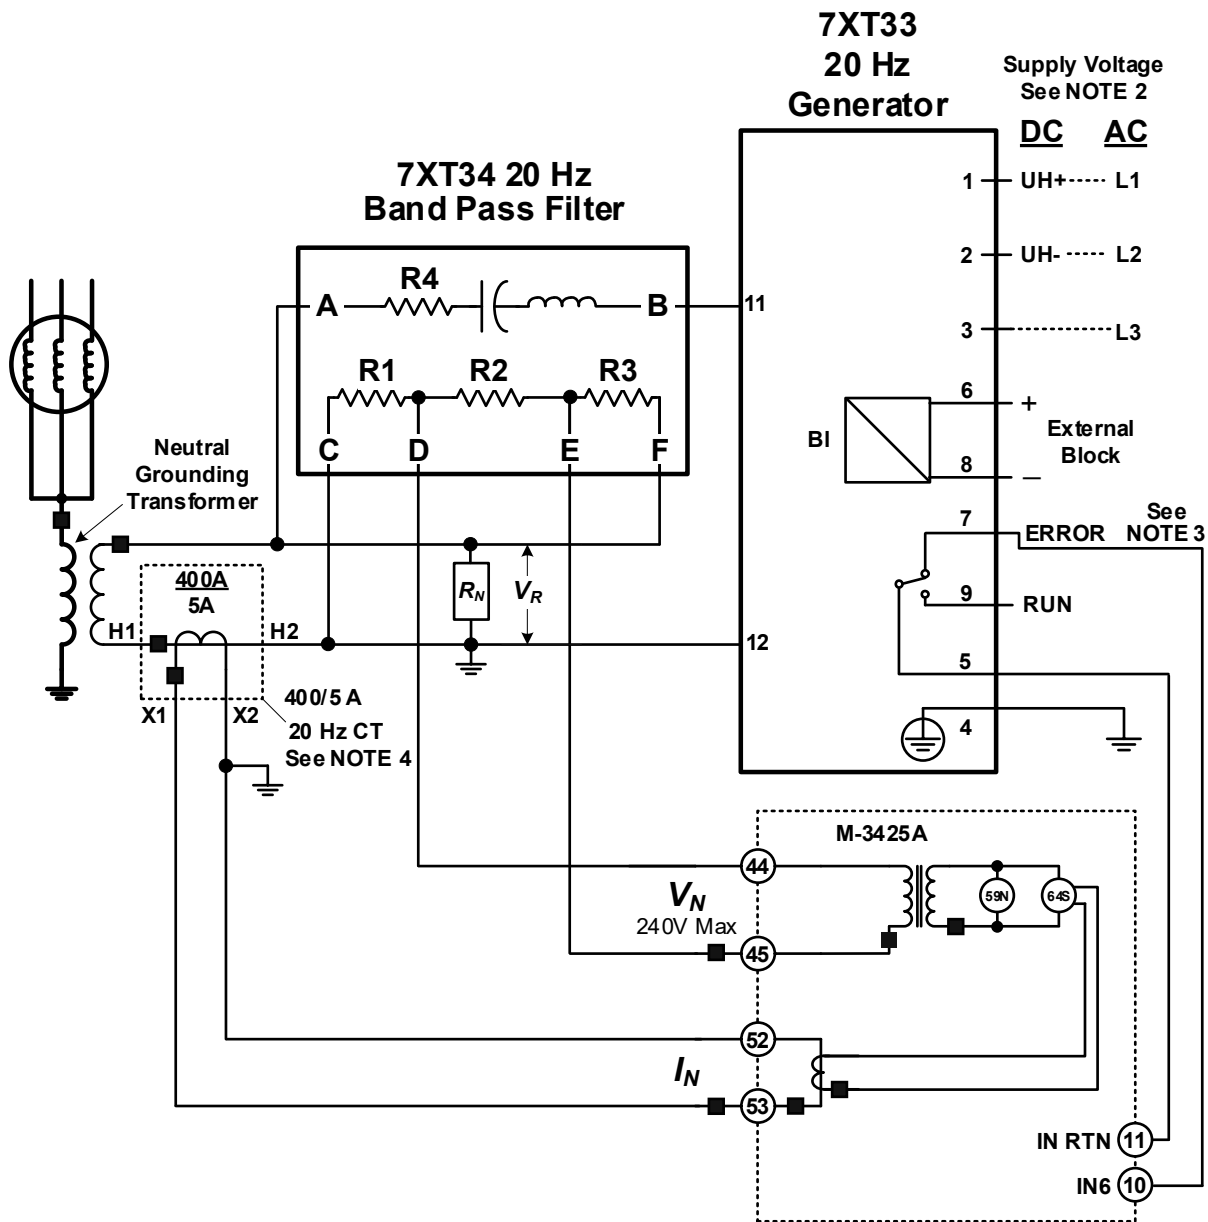 7XT33
20 Hz
Generator
Supply Voltage
See NOTE 2
DC AC
7XT34 20 Hz
Band Pass Filter
1 UH+ L1
2 UH- L2
3 L3
A R4 B
11
R1 R2 R3
C D E F
6 +
BI
External
Block
8 −
Neutral
Grounding
Transformer
7
ERROR
See
NOTE 3
9 RUN
5
4
400A
5A
H1 H2
RN
VR
12
X1 X2
400/5 A
20 Hz CT
See NOTE 4
M-3425A
44
VN
240V Max
45
59N 64S
52
IN
53
IN RTN 11
IN6 10